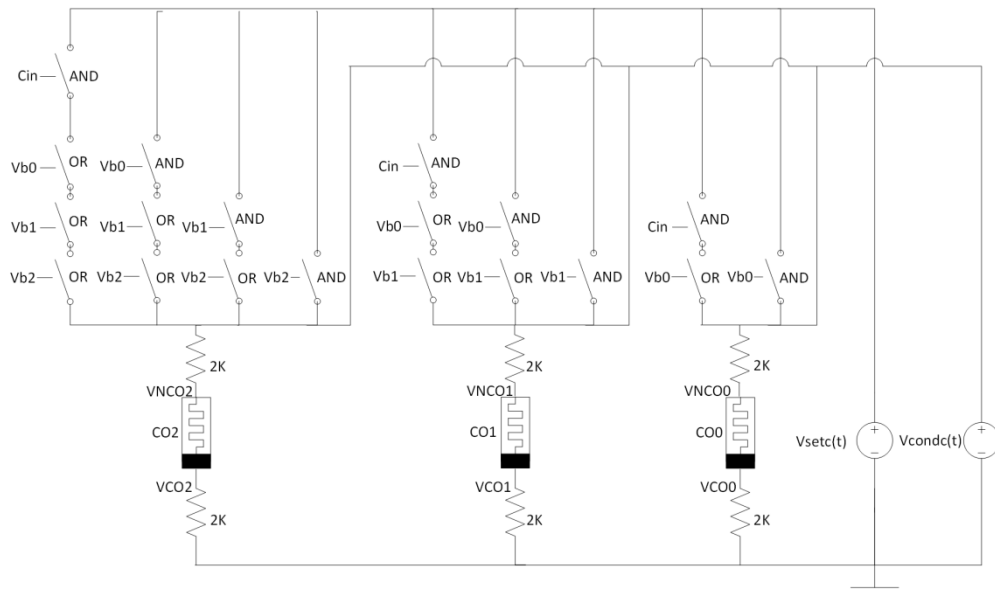 Cin AND
Vb0 OR Vb0 AND Cin AND
Vb1 OR Vb1 OR Vb1 AND Vb0 OR Vb0 AND Cin AND
Vb2 OR Vb2 OR Vb2 OR Vb2 AND Vb1 OR Vb1 OR Vb1 AND Vb0 OR Vb0 AND
2K 2K 2K
VNCO2 VNCO1 VNCO0
CO2 CO1 CO0 Vsetc(t) + − Vcondc(t) + −
VCO2 VCO1 VCO0
2K 2K 2K